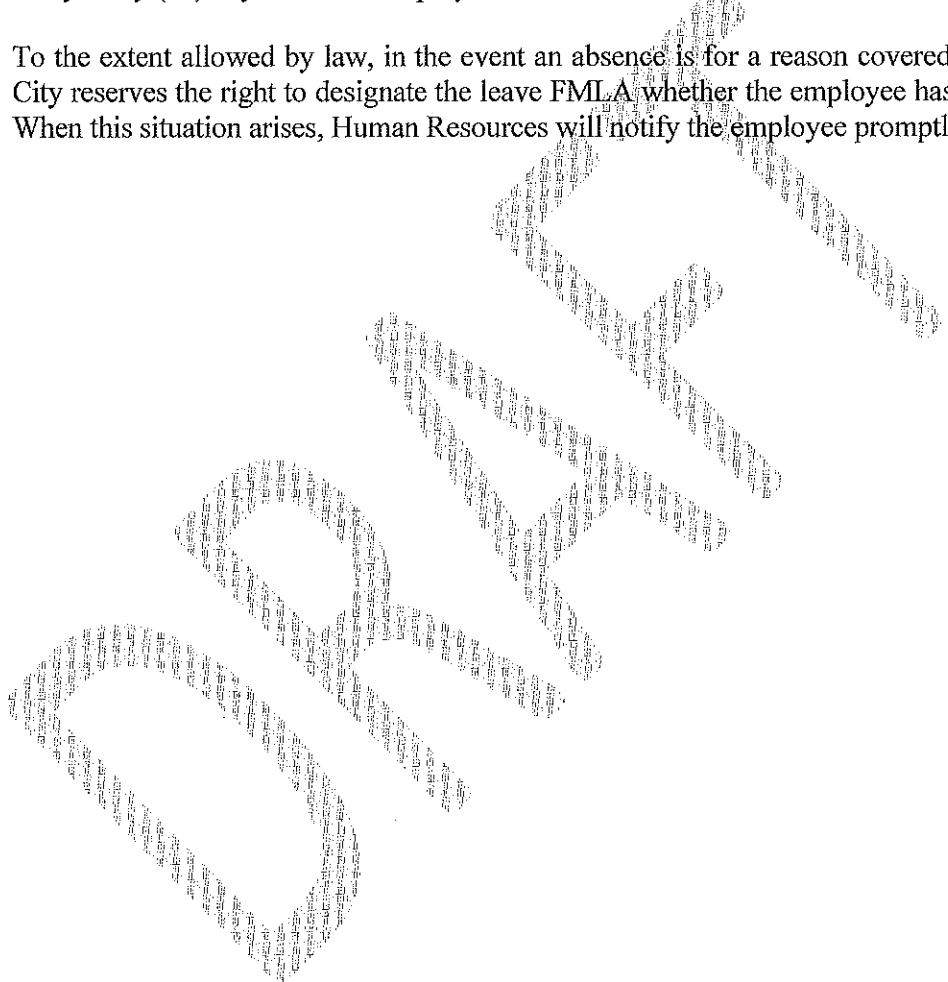 To the extent allowed by law, in the event an absence is for a reason covered
City reserves the right to designate the leave FMLA whether the employee has
When this situation arises, Human Resources will notify the employee promptl
DRAFT